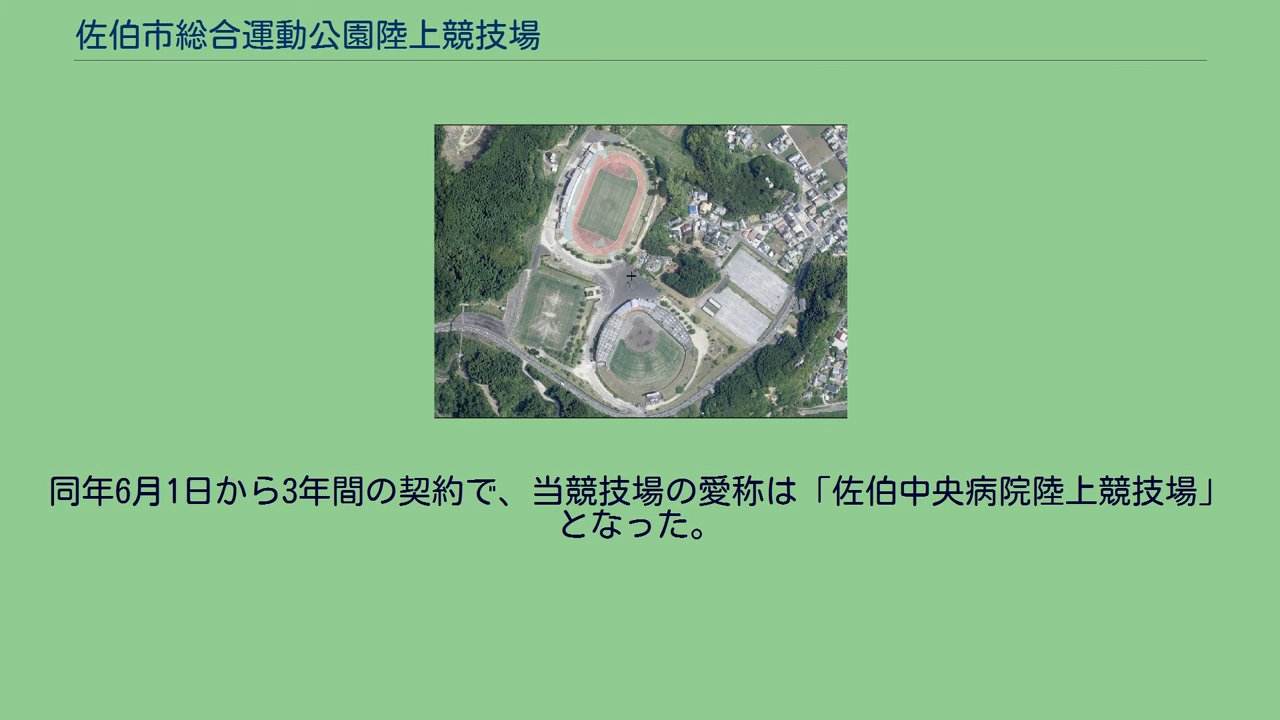 佐伯市総合運動公園陸上競技場
同年6月1日から3年間の契約で、当競技場の愛称は「佐伯中央病院陸上競技場」
となった。